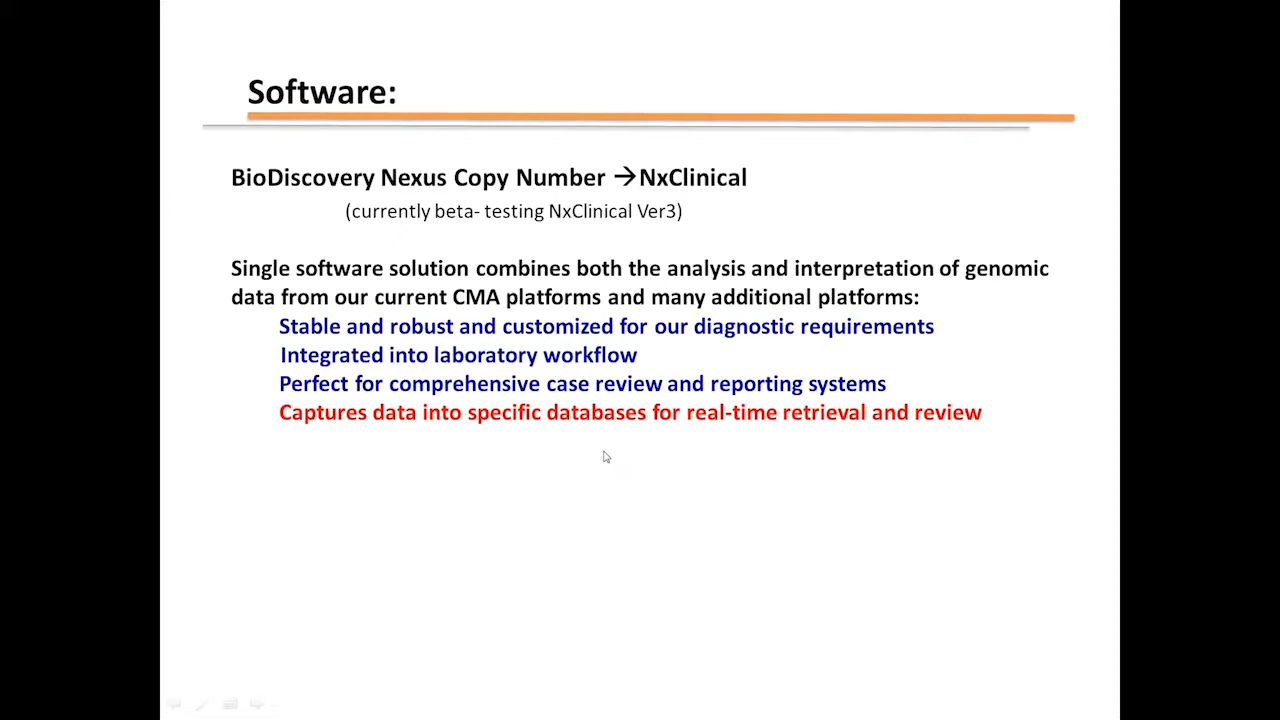 Software:
BioDiscovery Nexus Copy Number →NxClinical
(currently beta- testing NxClinical Ver3)
Single software solution combines both the analysis and interpretation of genomic
data from our current CMA platforms and many additional platforms:
Stable and robust and customized for our diagnostic requirements
Integrated into laboratory workflow
Perfect for comprehensive case review and reporting systems
Captures data into specific databases for real-time retrieval and review